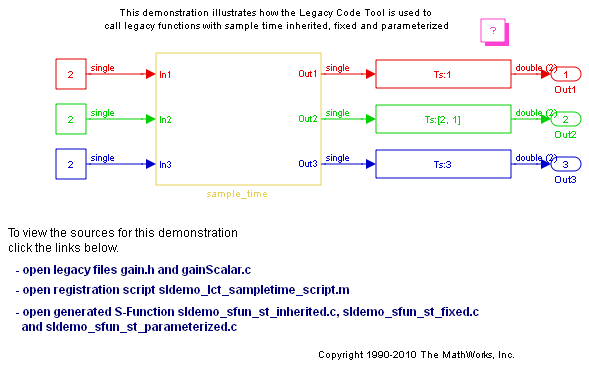 This demonstration illustrates how the Legacy Code Tool is used to
call legacy functions with sample time inherited, fixed and parameterized
?
2 single In1 Out1 single Ts:1 double (2) 1
Out1
2 single In2 Out2 single Ts:[2, 1] double (2) 2
Out2
2 single In3 Out3 single Ts:3 double (2) 3
Out3
sample_time
To view the sources for this demonstration
click the links below.
- open legacy files gain.h and gainScalar.c
- open registration script sldemo_lct_sampletime_script.m
- open generated S-Function sldemo_sfun_st_inherited.c, sldemo_sfun_st_fixed.c
and sldemo_sfun_st_parameterized.c
Copyright 1990-2010 The MathWorks, Inc.